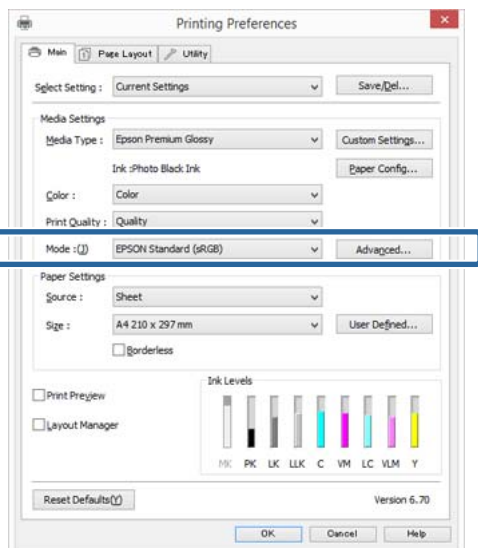 Printing Preferences
Main Page Layout Utility
Select Setting : Current Settings Save/Del...
Media Settings
Media Type : Epson Premium Glossy Custom Settings...
Ink :Photo Black Ink Paper Config...
Color : Color
Print Quality : Quality
Mode :(J) EPSON Standard (sRGB) Advanced...
Paper Settings
Source : Sheet
Size : A4 210 x 297 mm User Defined...
Borderless
Ink Levels
Print Preview
Layout Manager
MK PK LK LLK C VM LC VLM Y
Reset Defaults(Y) Version 6.70
OK Cancel Help